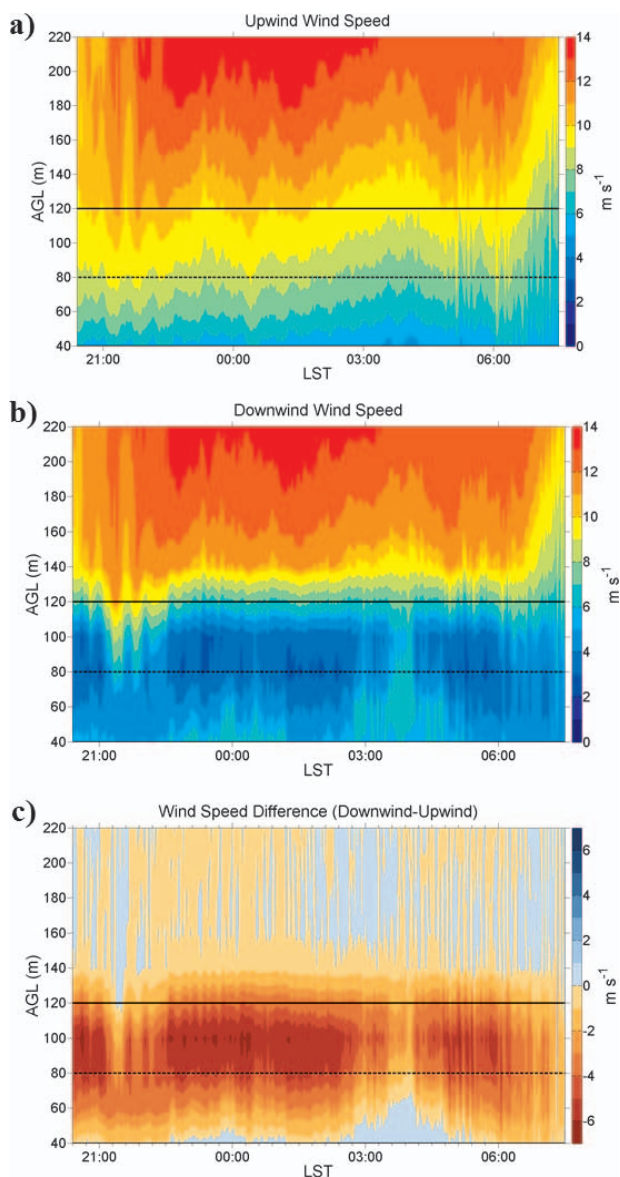 a)
Upwind Wind Speed
220
200
180
160
140
120
100
80
60
40
AGL (m)
21:00 00:00 03:00 06:00
LST
14
12
10
8
6
4
2
0
m s-1
b)
Downwind Wind Speed
220
200
180
160
140
120
100
80
60
40
AGL (m)
21:00 00:00 03:00 06:00
LST
14
12
10
8
6
4
2
0
m s-1
c)
Wind Speed Difference (Downwind-Upwind)
220
200
180
160
140
120
100
80
60
40
AGL (m)
21:00 00:00 03:00 06:00
LST
6
4
2
0
-2
-4
-6
m s-1